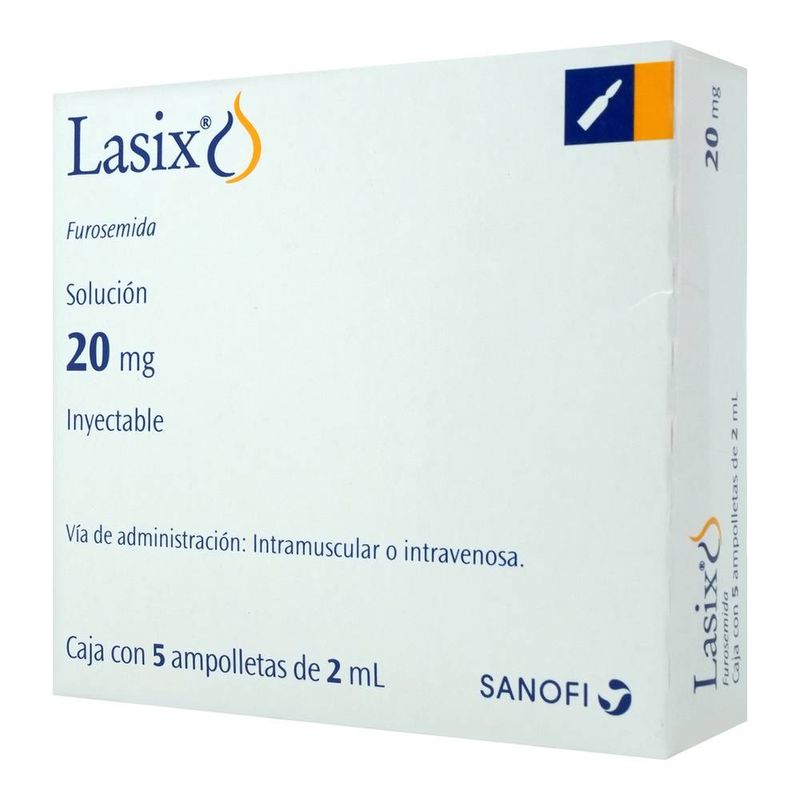 Lasix®
Furosemida
Solución
20 mg
Inyectable
Vía de administración: Intramuscular o intravenosa.
Caja con 5 ampolletas de 2 mL
SANOFI
20 mg
Lasix®
Furosemida
Caja con 5 ampolletas de 2 mL